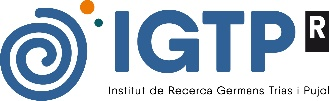 IGTP R
Institut de Recerca Germans Trias i Pujol